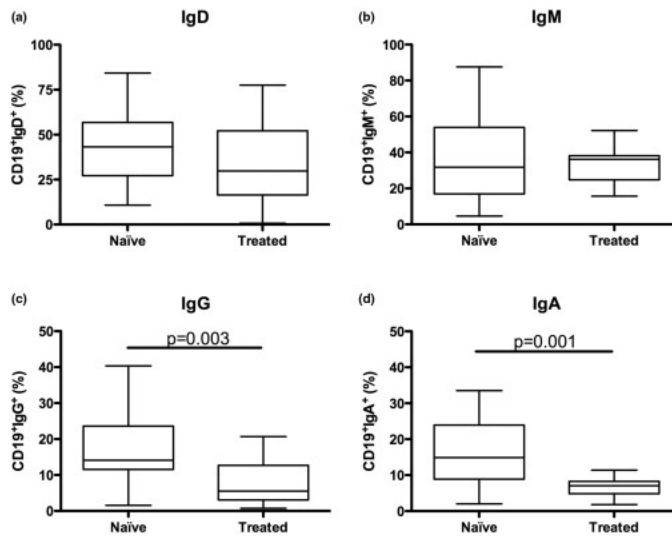 (a)
IgD
CD19⁺IgD⁺ (%)
100
75
50
25
0
Naïve
Treated
(b)
IgM
CD19⁺IgM⁺ (%)
100
80
60
40
20
0
Naïve
Treated
(c)
IgG
CD19⁺IgG⁺ (%)
50
40
30
20
10
0
p=0.003
Naïve
Treated
(d)
IgA
CD19⁺IgA⁺ (%)
50
40
30
20
10
0
p=0.001
Naïve
Treated